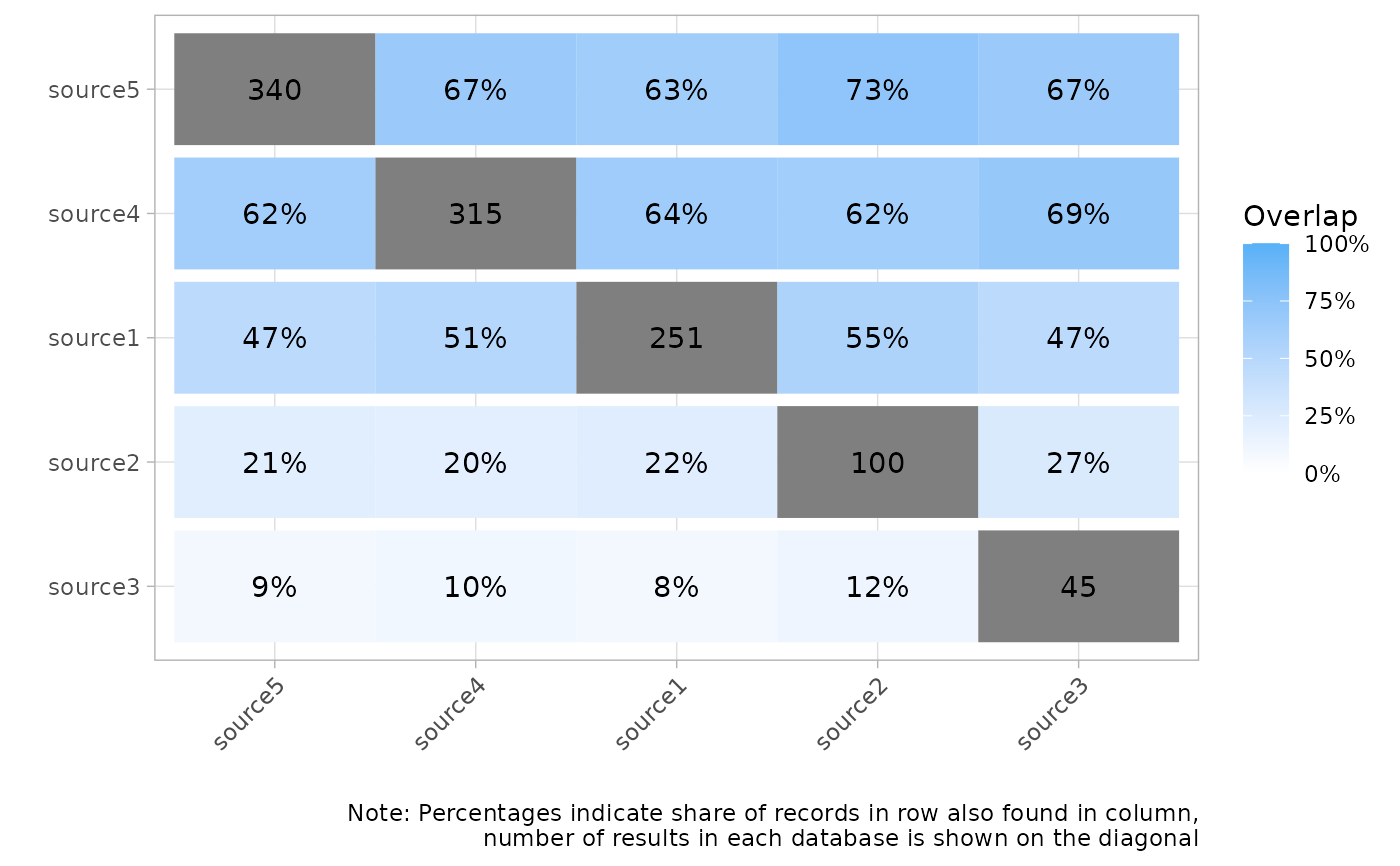 source5 340 67% 63% 73% 67%
source4 62% 315 64% 62% 69%
source1 47% 51% 251 55% 47%
source2 21% 20% 22% 100 27%
source3 9% 10% 8% 12% 45
source5 source4 source1 source2 source3
Overlap
100%
75%
50%
25%
0%
Note: Percentages indicate share of records in row also found in column,
number of results in each database is shown on the diagonal